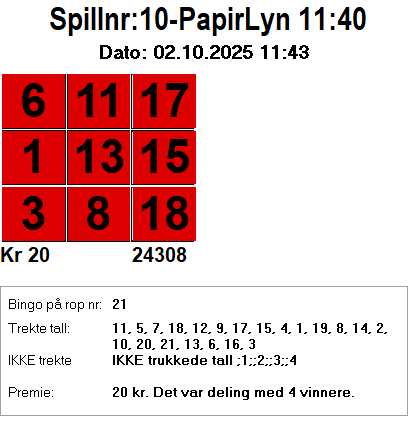 Spillnr:10-PapirLyn 11:40
Dato: 02.10.2025 11:43
6 11 17
1 13 15
3 8 18
Kr 20 24308
Bingo på rop nr: 21
Trekte tall: 11, 5, 7, 18, 12, 9, 17, 15, 4, 1, 19, 8, 14, 2,
10, 20, 21, 13, 6, 16, 3
IKKE trekte IKKE trukkede tall ;1;;2;;3;;4
Premie: 20 kr. Det var deling med 4 vinnere.